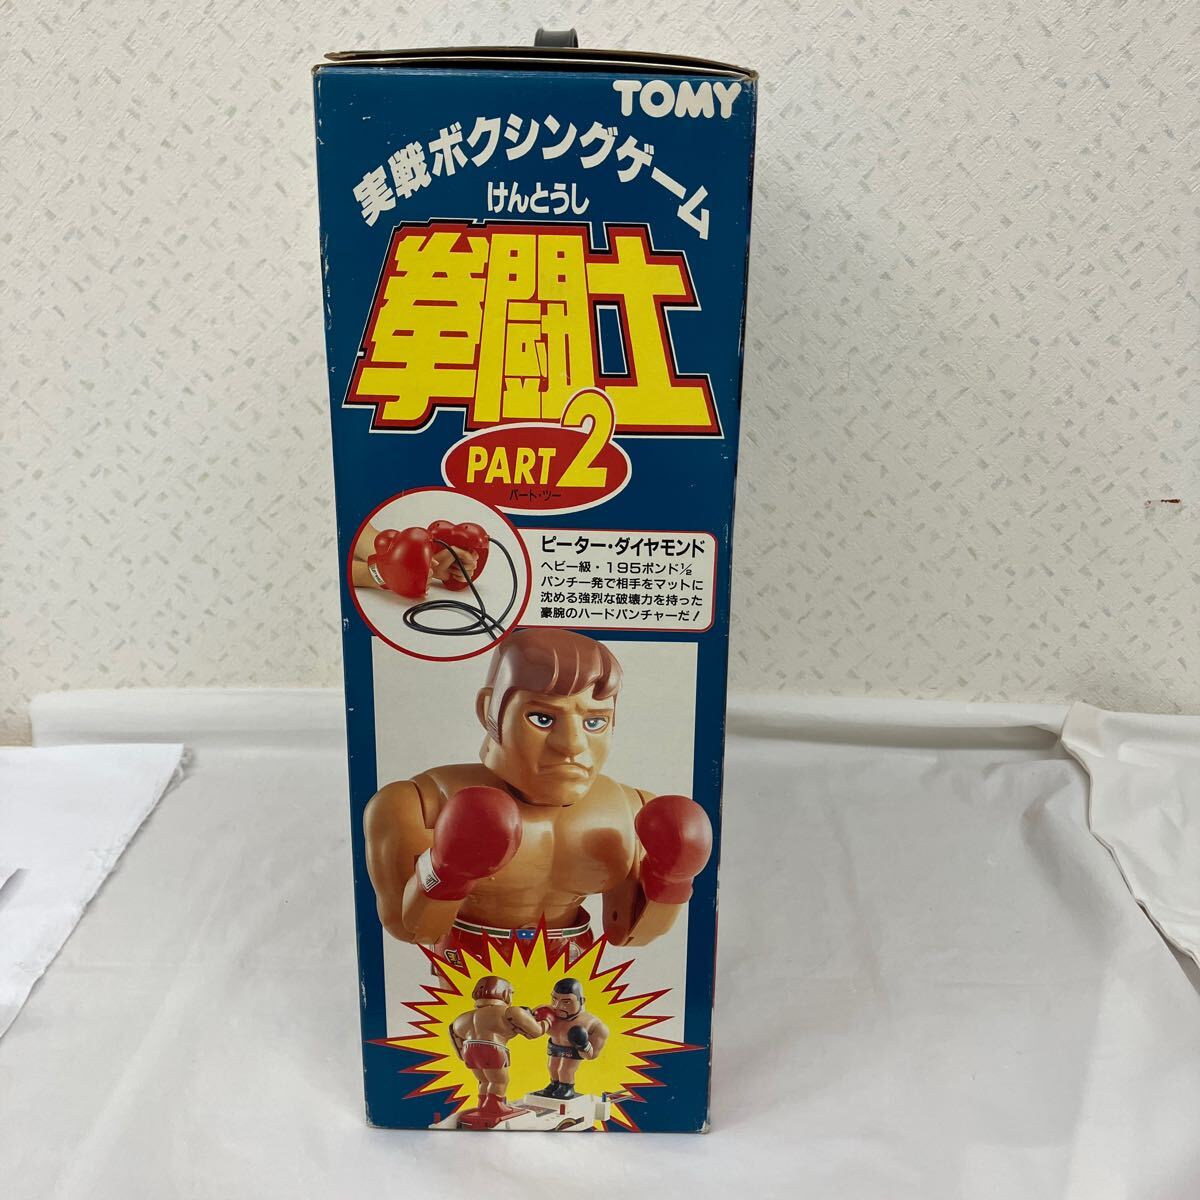 TOMY
実戦ボクシングゲーム
けんとうし
拳闘士
PART 2
パート・ツー
ピーター・ダイヤモンド
ヘビー級・195ポンド1/2
パンチ一発で相手をマットに
沈める強烈な破壊力を持った
豪腕のハードパンチャーだ!